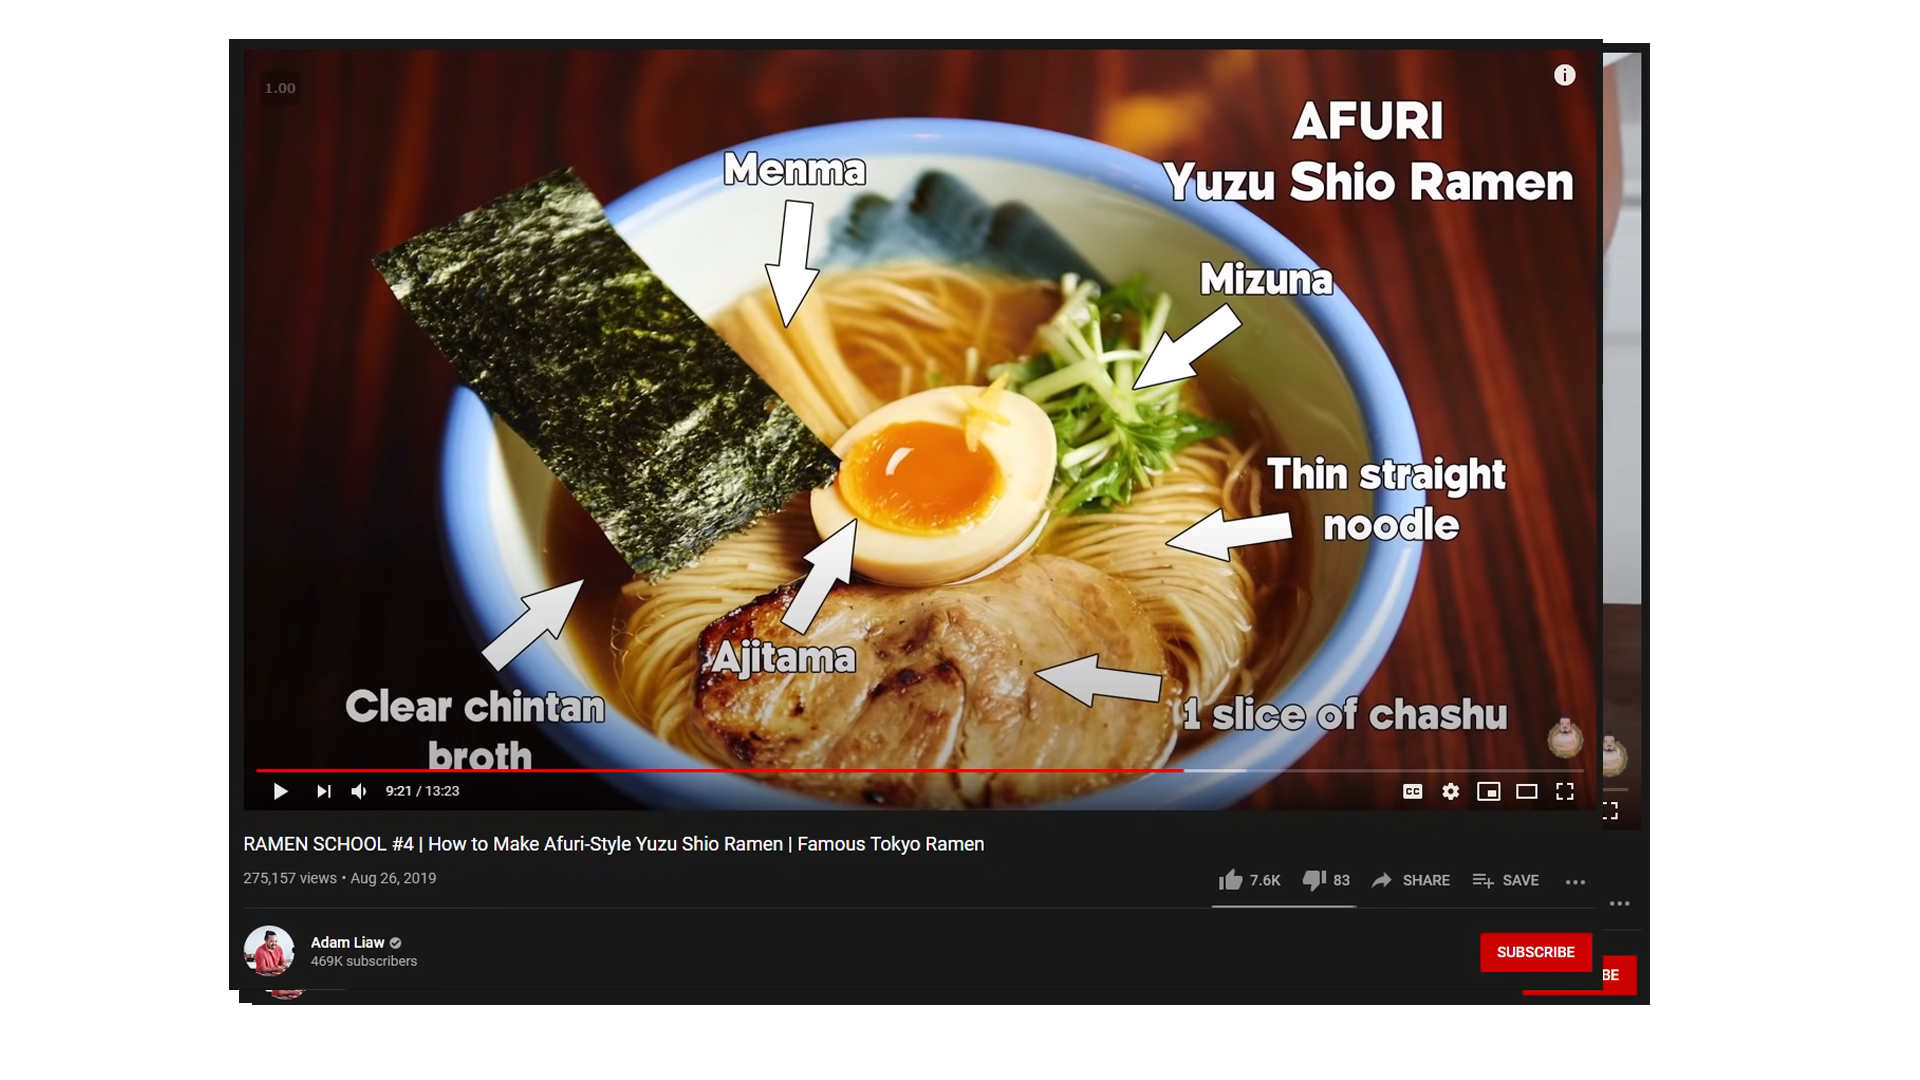 1.00
AFURI
Yuzu Shio Ramen
Menma
Mizuna
Thin straight
noodle
Ajitama
Clear chintan
broth
1 slice of chashu
9:21 / 13:23
CC
RAMEN SCHOOL #4 | How to Make Afuri-Style Yuzu Shio Ramen | Famous Tokyo Ramen
275,157 views • Aug 26, 2019
7.6K
83
SHARE
SAVE
Adam Liaw
469K subscribers
SUBSCRIBE
BE